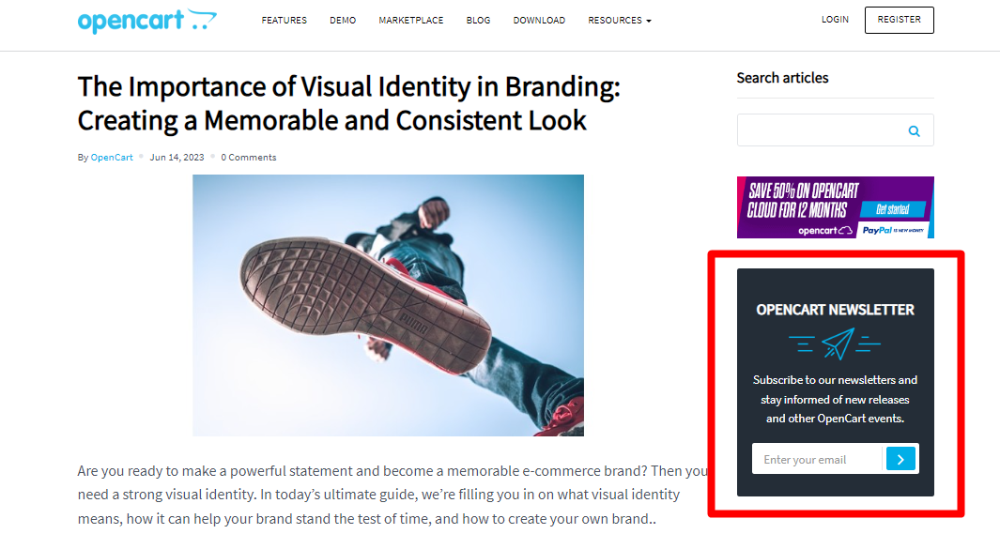 opencart
FEATURES
DEMO
MARKETPLACE
BLOG
DOWNLOAD
RESOURCES
LOGIN
REGISTER
The Importance of Visual Identity in Branding:
Creating a Memorable and Consistent Look
By OpenCart
Jun 14, 2023
0 Comments
PUMA
Are you ready to make a powerful statement and become a memorable e-commerce brand? Then you
need a strong visual identity. In today’s ultimate guide, we’re filling you in on what visual identity
means, how it can help your brand stand the test of time, and how to create your own brand..
Search articles
SAVE 50% ON OPENCART
CLOUD FOR 12 MONTHS
Get started
opencart
PayPal IS NEW MONEY
OPENCART NEWSLETTER
Subscribe to our newsletters and
stay informed of new releases
and other OpenCart events.
Enter your email